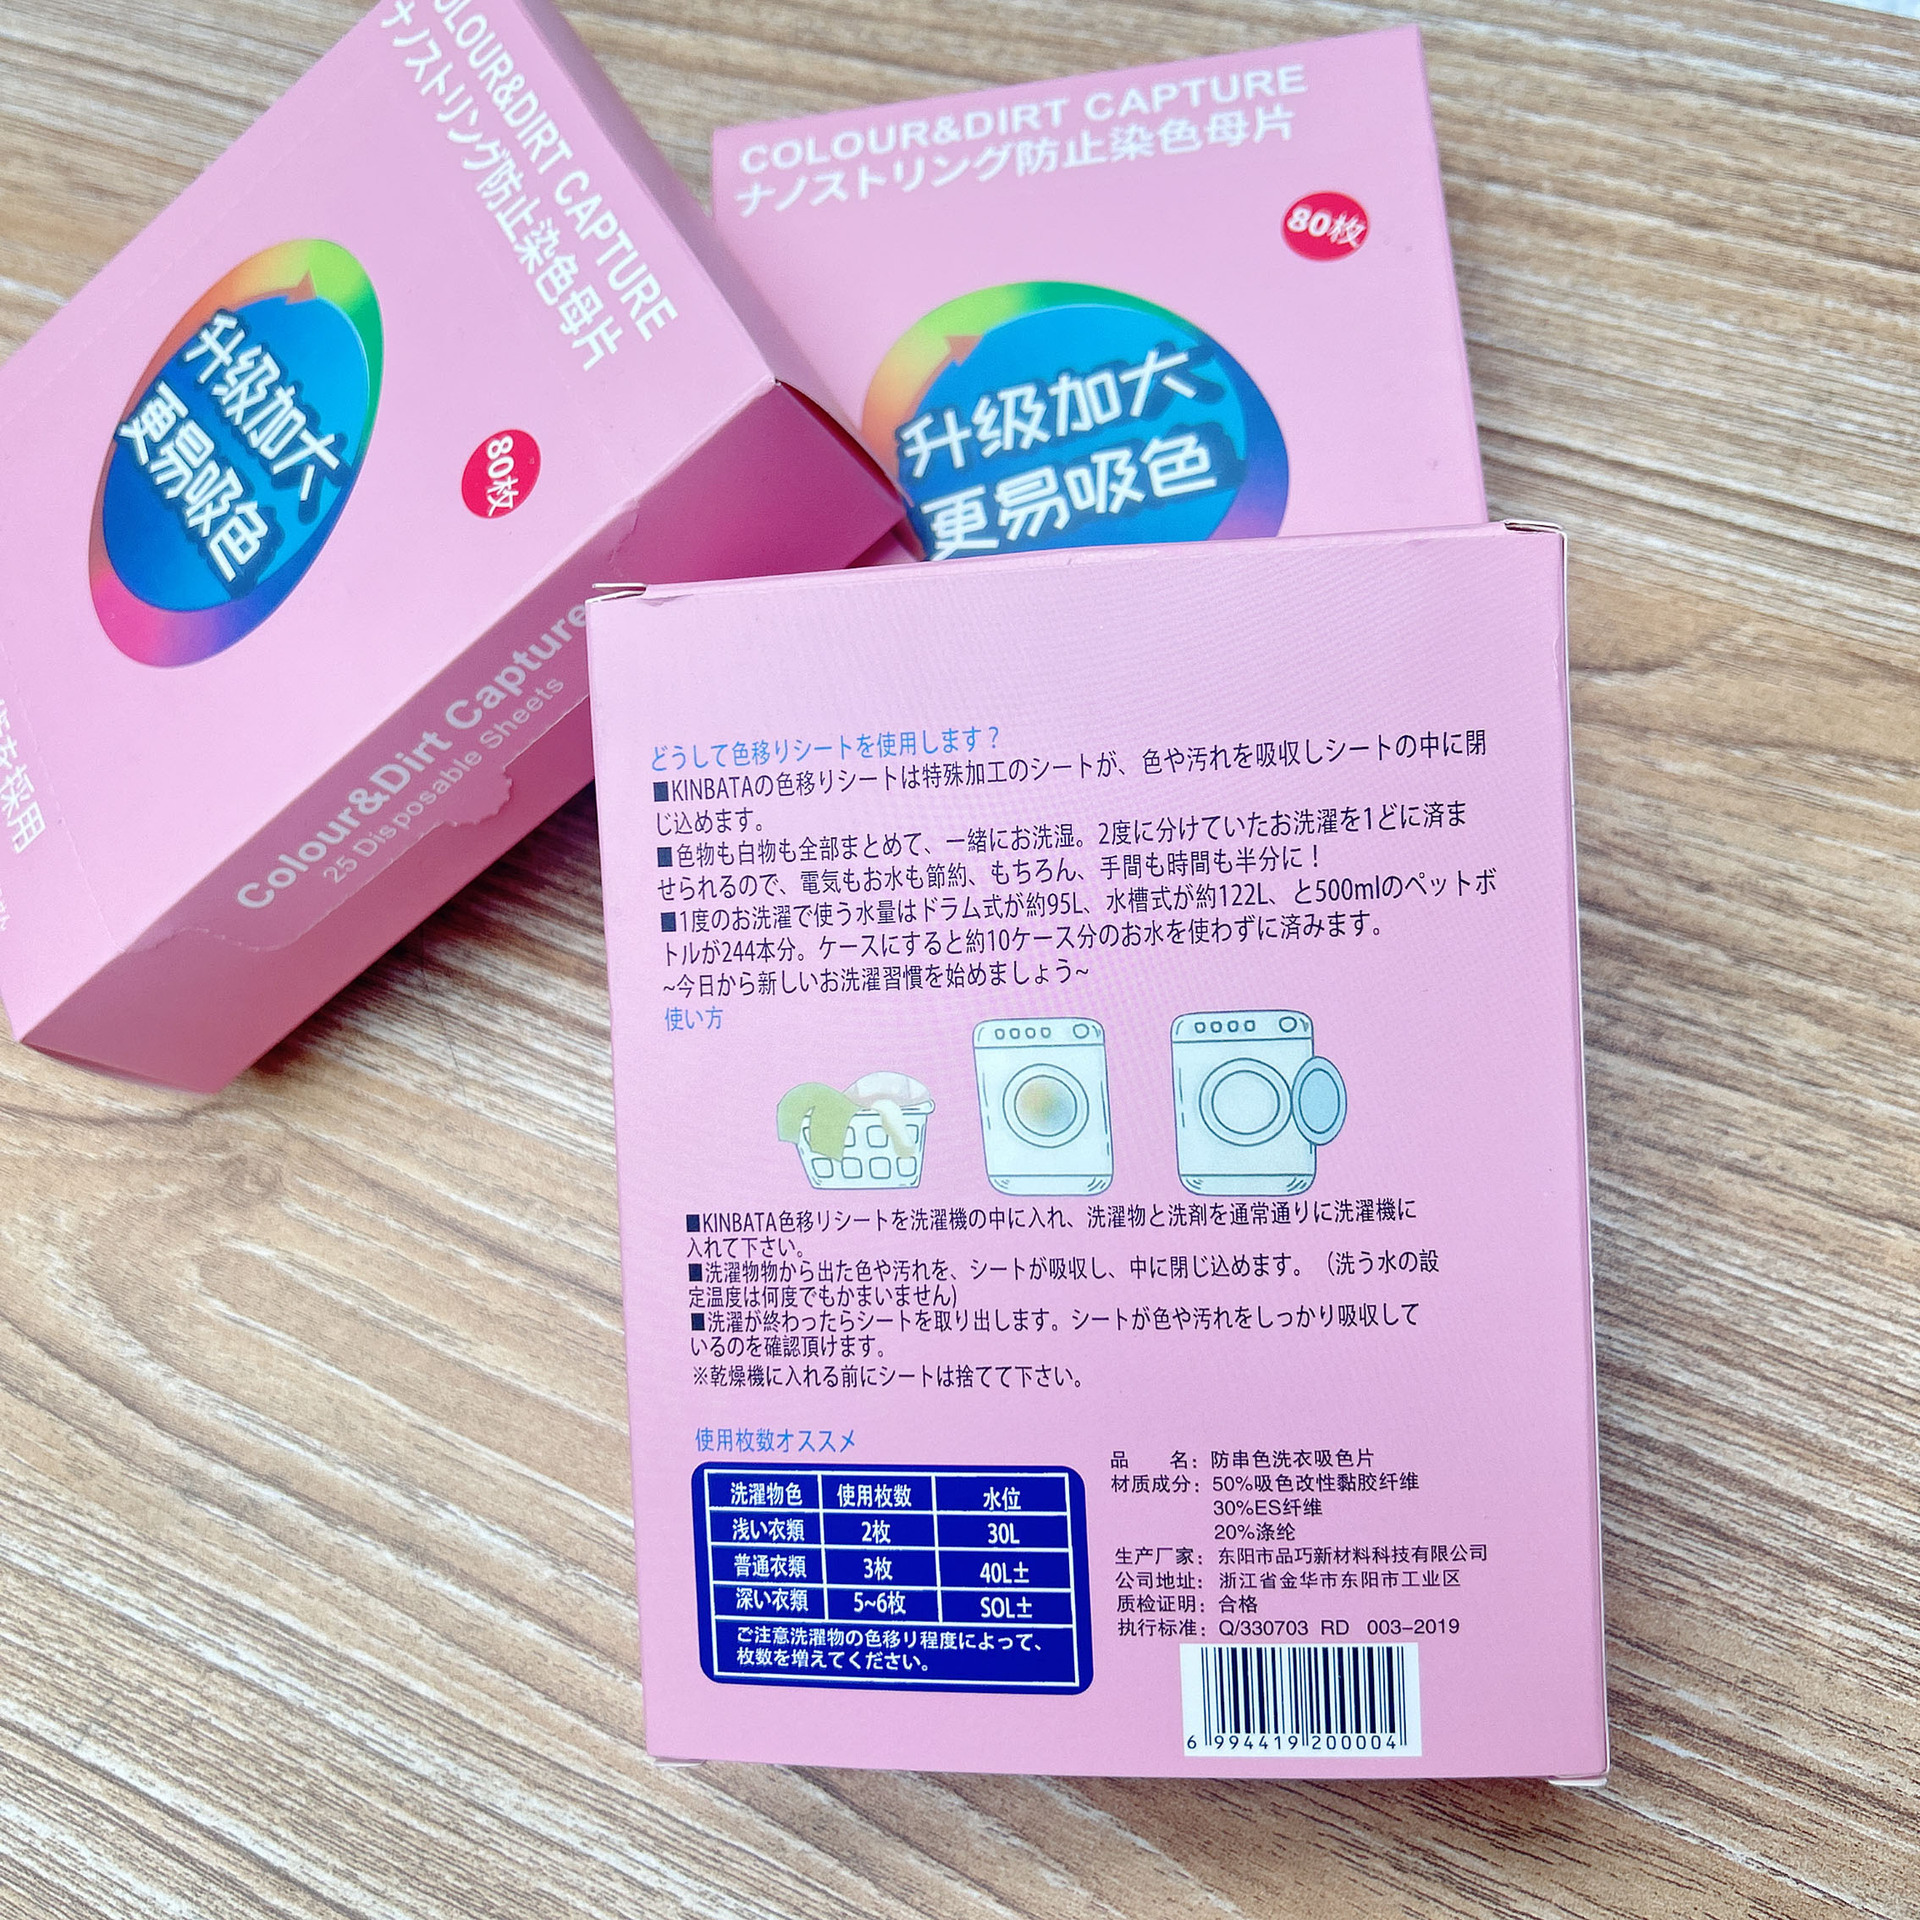 COLOUR&DIRT CAPTURE
ナノストリング防止染色母片
升级加大
更易吸色
80枚
Colour&Dirt Capture
25 Disposable Sheets
COLOUR&DIRT CAPTURE
ナノストリング防止染色母片
80枚
升级加大
更易吸色
どうして色移りシートを使用します？
■KINBATAの色移りシートは特殊加工のシートが、色や汚れを吸収しシートの中に閉
じ込めます。
■色物も白物も全部まとめて、一緒にお洗湿。2度に分けていたお洗濯を1どに済ま
せられるので、電気もお水も節約、もちろん、手間も時間も半分に！
■1度のお洗濯で使う水量はドラム式が約95L、水槽式が約122L、と500mlのペットボ
トルが244本分。ケースにすると約10ケース分のお水を使わずに済みます。
~今日から新しいお洗濯習慣を始めましょう~
使い方
■KINBATA色移リシートを洗濯機の中に入れ、洗濯物と洗剤を通常通りに洗濯機に
入れて下さい。
■洗濯物物から出た色や汚れを、シートが吸収し、中に閉じ込めます。（洗う水の設
定温度は何度でもかまいません)
■洗濯が終わったらシートを取り出します。シートが色や汚れをしっかり吸収して
いるのを確認頂けます。
※乾燥機に入れる前にシートは捨てて下さい。
使用枚数オススメ
洗濯物色 使用枚数 水位
浅い衣類 2枚 30L
普通衣類 3枚 40L±
深い衣類 5~6枚 SOL±
ご注意洗濯物の色移リ程度によって、
枚数を増えてください。
品 名：防串色洗衣吸色片
材质成分：50%吸色改性黏胶纤维
30%ES纤维
20%涤纶
生产厂家：东阳市品巧新材料科技有限公司
公司地址：浙江省金华市东阳市工业区
质检证明：合格
执行标准：Q/330703 RD 003-2019
6 994419 200004